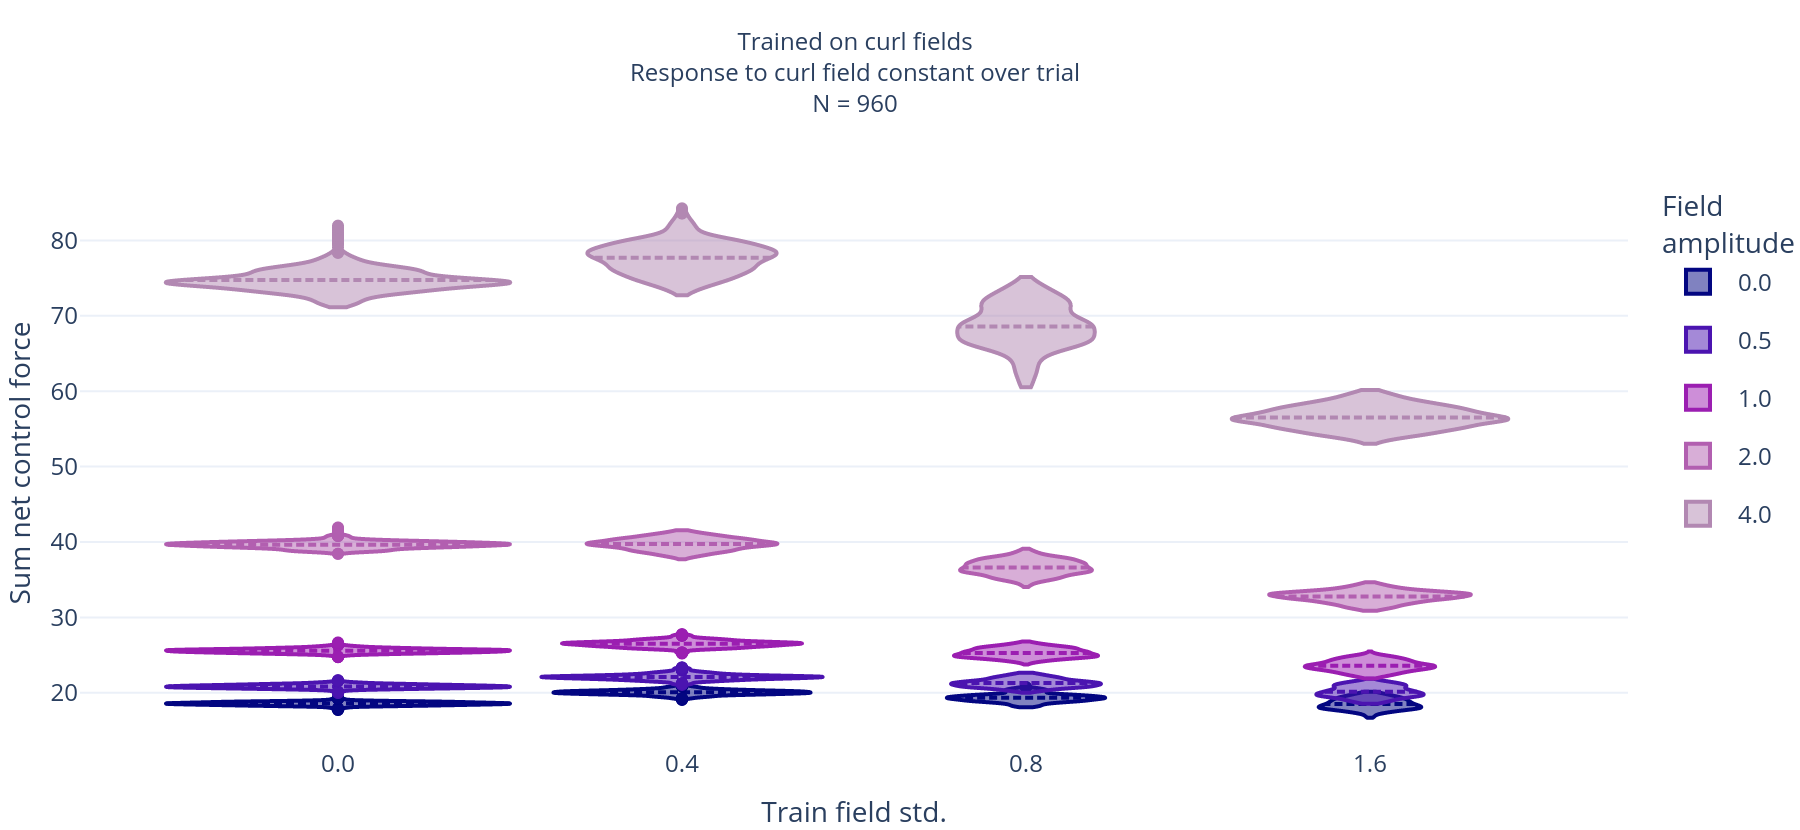 Trained on curl fields
Response to curl field constant over trial
N = 960
Sum net control force
80
70
60
50
40
30
20
0.0
0.4
0.8
1.6
Train field std.
Field
amplitude
0.0
0.5
1.0
2.0
4.0